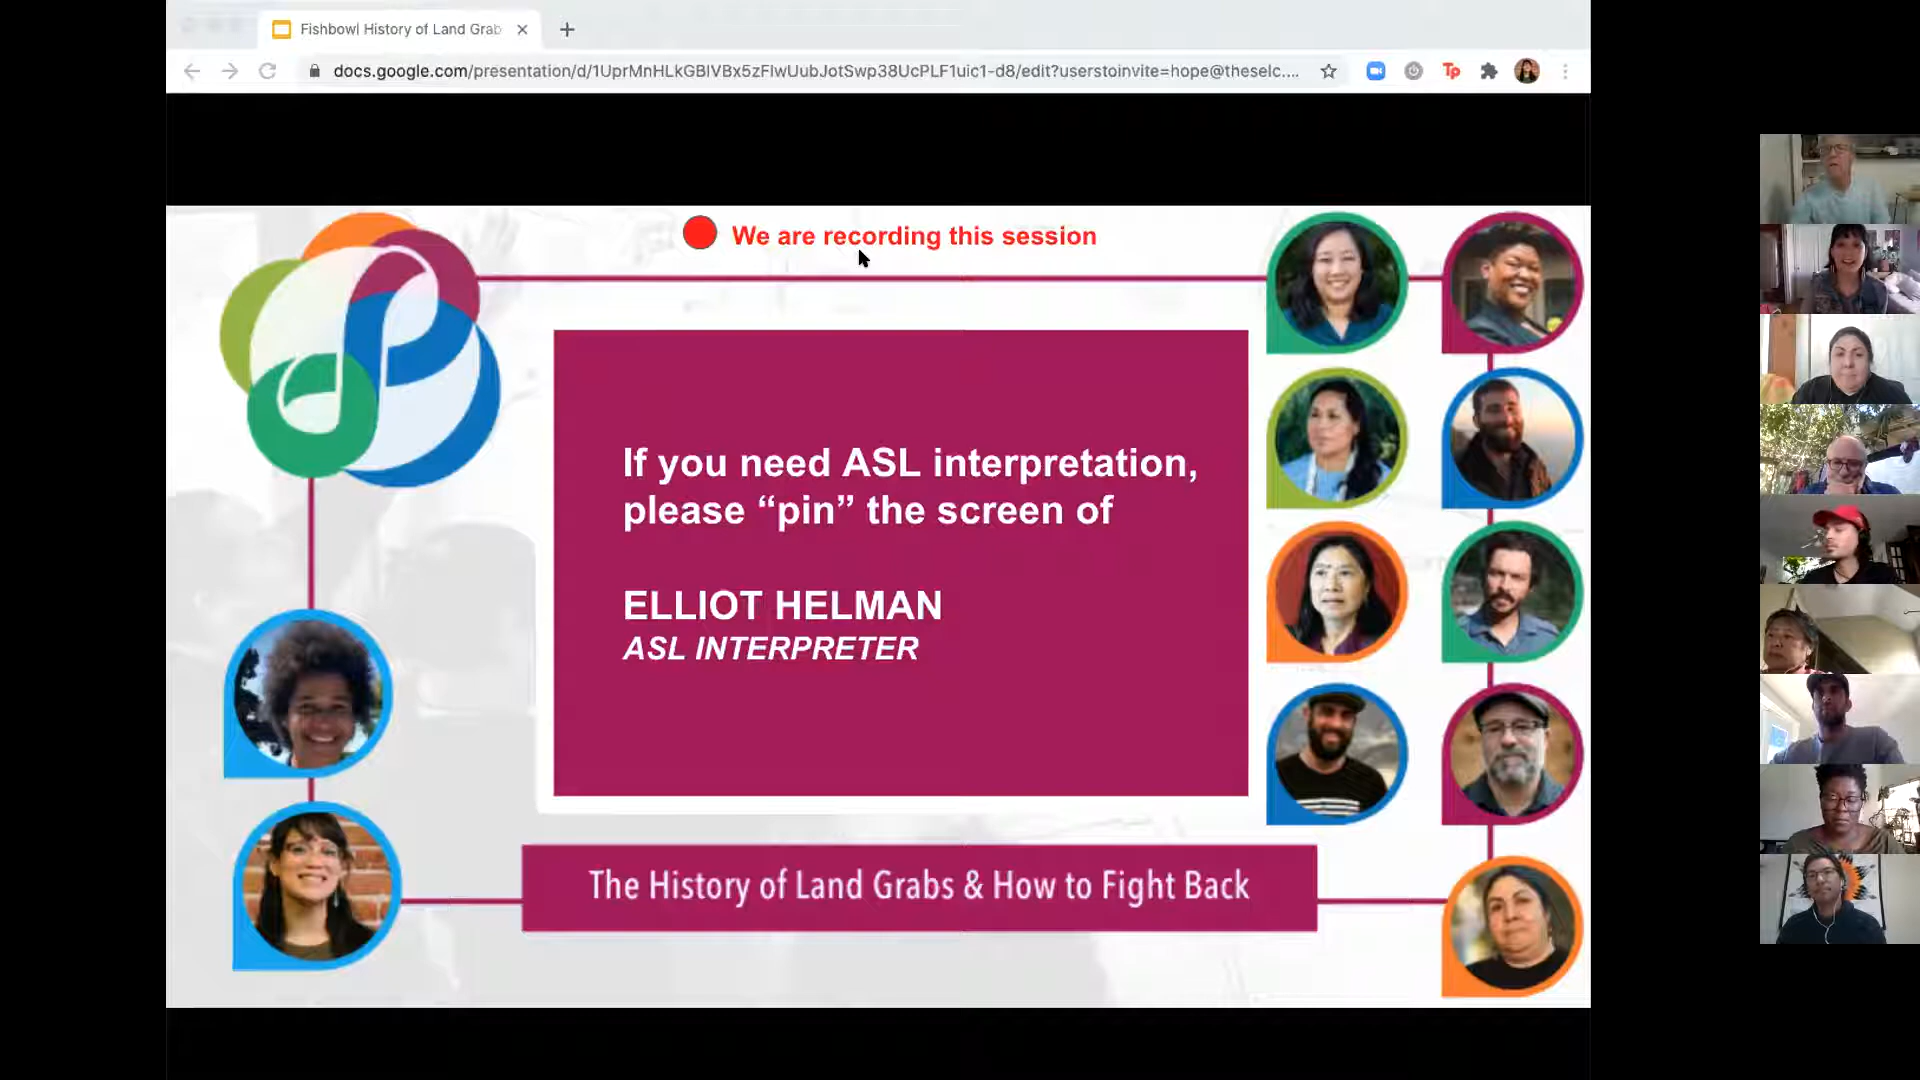 Fishbowl History of Land Grab
docs.google.com/presentation/d/1UprMnHLkGBlVBx5zFlwUubJotSwp38UcPLF1uic1-d8/edit?userstoinvite=hope@theselc....
Tp
We are recording this session
If you need ASL interpretation,
please “pin” the screen of
ELLIOT HELMAN
ASL INTERPRETER
The History of Land Grabs & How to Fight Back